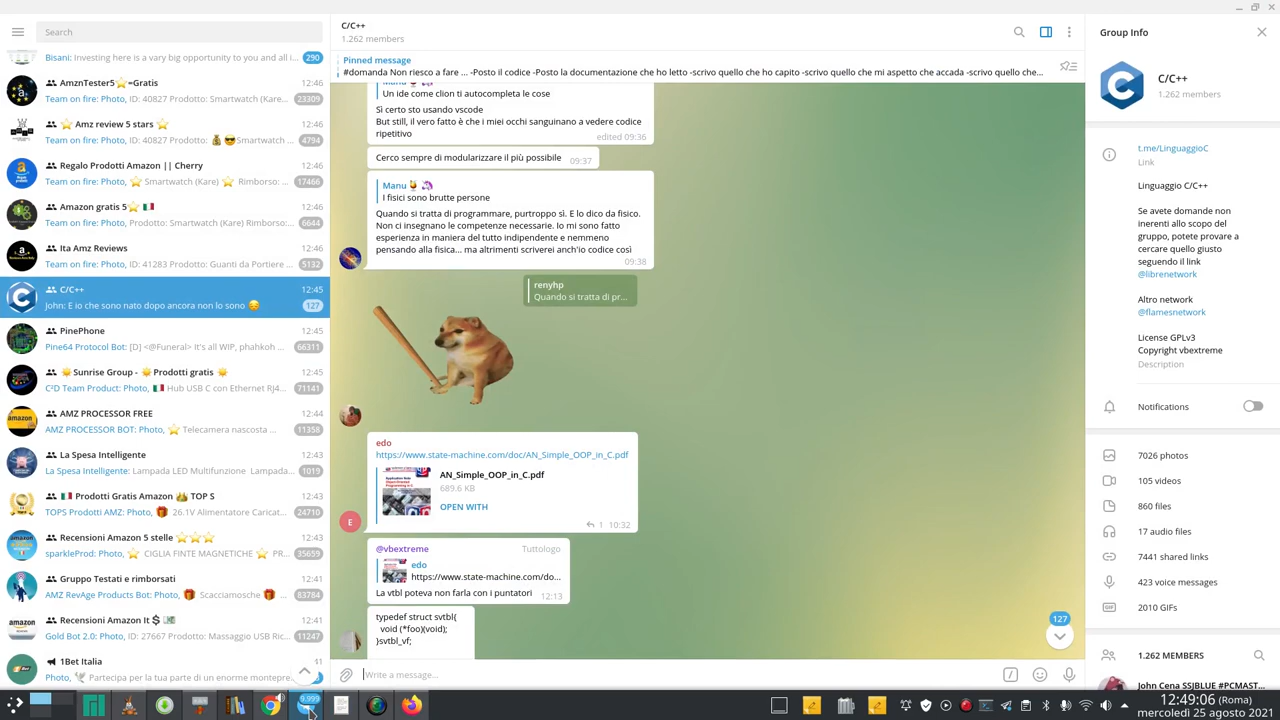 Search
Bisani: Investing here is a vary big opportunity to you and all i ...
290
AmznTester5⭐=Gratis 12:46
Team on fire: Photo, ID: 40827 Prodotto: Smartwatch (Kare... 23309
⭐ Amz review 5 stars ⭐ 12:46
Team on fire: Photo, ID: 40827 Prodotto: 💰😎Smartwatch ... 4794
Regalo Prodotti Amazon || Cherry 12:46
Team on fire: Photo, ⭐ Smartwatch (Kare) ⭐ Rimborso: ... 17466
Amazon gratis 5⭐ 🇮🇹 12:46
Team on fire: Photo, Prodotto: Smartwatch (Kare) Rimborso:... 6644
Ita Amz Reviews 12:46
Team on fire: Photo, ID: 41283 Prodotto: Guanti da Portiere ... 5132
C/C++ 12:45
John: E io che sono nato dopo ancora non lo sono 😔 127
PinePhone 12:45
Pine64 Protocol Bot: [D] <@Funeral> It's all WIP, phahkoh ... 66311
☀️Sunrise Group - ☀️Prodotti gratis ☀️ 12:45
C²D Team Product: Photo, 🇮🇹 Hub USB C con Ethernet RJ4... 71141
AMZ PROCESSOR FREE 12:44
AMZ PROCESSOR BOT: Photo, ⭐ Telecamera nascosta ... 11358
La Spesa Intelligente 12:43
La Spesa Intelligente: Lampada LED Multifunzione Lampada... 1019
🇮🇹 Prodotti Gratis Amazon 👑 TOP S 12:43
TOPS Prodotti AMZ: Photo, 🎁 26.1V Alimentatore Caricat... 24710
Recensioni Amazon 5 stelle ⭐⭐⭐ 12:43
sparkleProd: Photo, ⭐ CIGLIA FINTE MAGNETICHE ⭐ PR... 35659
Gruppo Testati e rimborsati 12:41
AMZ RevAge Products Bot: Photo, 🎁 Scacciamosche 🎁 ... 83784
Recensioni Amazon It $ 💵 12:41
Gold Bot 2.0: Photo, ID: 27667 Prodotto: Massaggio USB Ric... 11247
1Bet Italia
Photo, 🕊 Partecipa per la tua parte di un enorme montepre...
C/C++
1.262 members
Pinned message
#domanda Non riesco a fare ... -Posto il codice -Posto la documentazione che ho letto -scrivo quello che ho capito -scrivo quello che mi aspetto che accada -scrivo quello che...
Manu
Un ide come clion ti autocompleta le cose
Sì certo sto usando vscode
But still, il vero fatto è che i miei occhi sanguinano a vedere codice
ripetitivo
edited 09:36
Cerco sempre di modularizzare il più possibile 09:37
Manu 🐓 🦄
I fisici sono brutte persone
Quando si tratta di programmare, purtroppo sì. E lo dico da fisico.
Non ci insegnano le competenze necessarie. Io mi sono fatto
esperienza in maniera del tutto indipendente e nemmeno
pensando alla fisica... ma altrimenti scriverei anch'io codice così
09:38
renyhp
Quando si tratta di pr...
edo
https://www.state-machine.com/doc/AN_Simple_OOP_in_C.pdf
AN_Simple_OOP_in_C.pdf
689.6 KB
OPEN WITH
1 10:32
E
@vbextreme Tuttologo
edo
https://www.state-machine.com/do...
La vtbl poteva non farla con i puntatori 12:13
typedef struct svtbl{
void (*foo)(void);
}svtbl_vf;
127
Write a message...
Group Info
C/C++
1.262 members
t.me/LinguaggioC
Link
Linguaggio C/C++
Se avete domande non
inerenti allo scopo del
gruppo, potete provare a
cercare quello giusto
seguendo il link
@librenetwork
Altro network
@flamesnetwork
License GPLv3
Copyright vbextreme
Description
Notifications
7026 photos
105 videos
860 files
17 audio files
7441 shared links
423 voice messages
2010 GIFs
1.262 MEMBERS
John Cena SSJBLUE #PCMAST...
9,999
12:49:06 (Roma)
mercoledì 25 agosto 2021